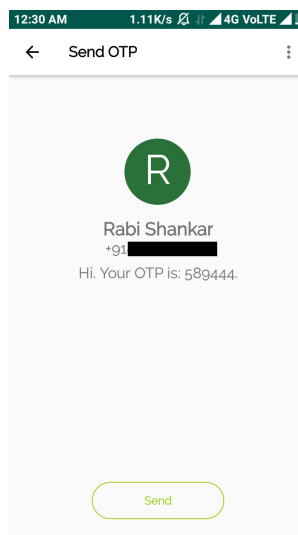 12:30 AM 1.11K/s 4G VoLTE
Send OTP
R
Rabi Shankar
+91
Hi. Your OTP is: 589444.
Send